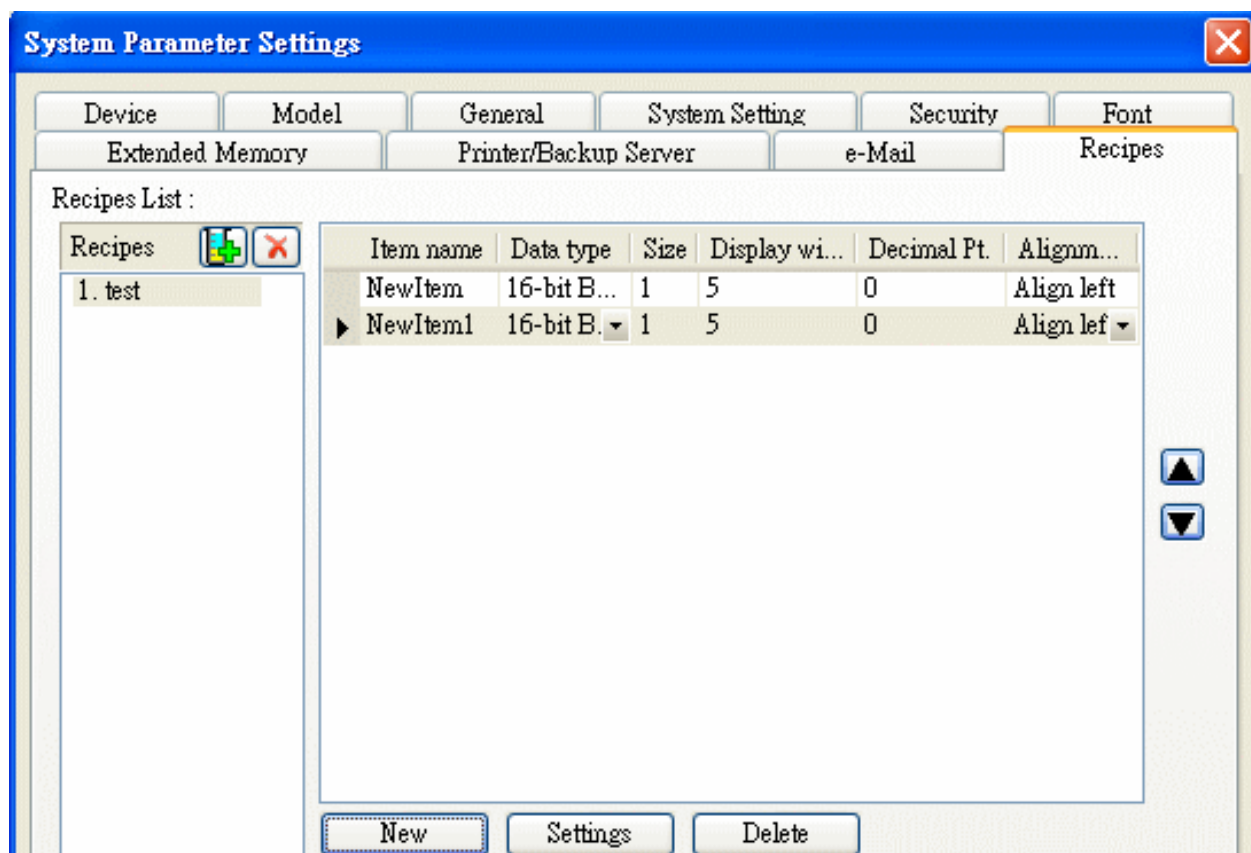 System Parameter Settings
Device Model General System Setting Security Font
Extended Memory Printer/Backup Server e-Mail Recipes
Recipes List :
Recipes
Item name Data type Size Display wi... Decimal Pt. Alignm...
1. test
NewItem 16-bit B... 1 5 0 Align left
NewItem1 16-bit B. 1 5 0 Align lef
New Settings Delete